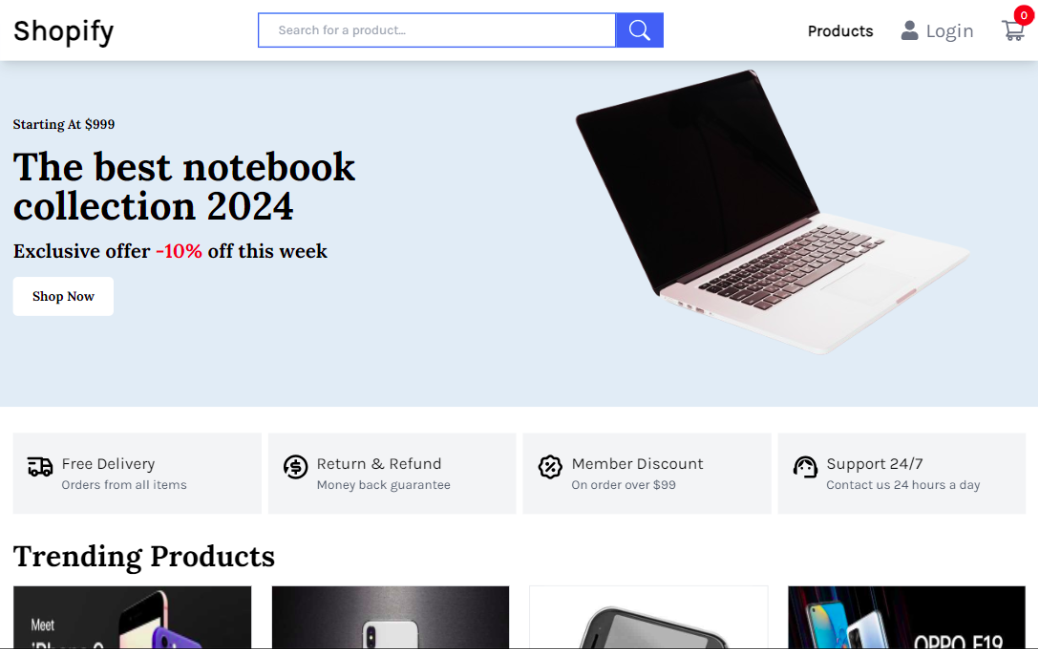 Shopify
Search for a product...
Products
Login
0
Starting At $999
The best notebook
collection 2024
Exclusive offer -10% off this week
Shop Now
Free Delivery
Orders from all items
Return & Refund
Money back guarantee
Member Discount
On order over $99
Support 24/7
Contact us 24 hours a day
Trending Products
Meet
OPPO F19